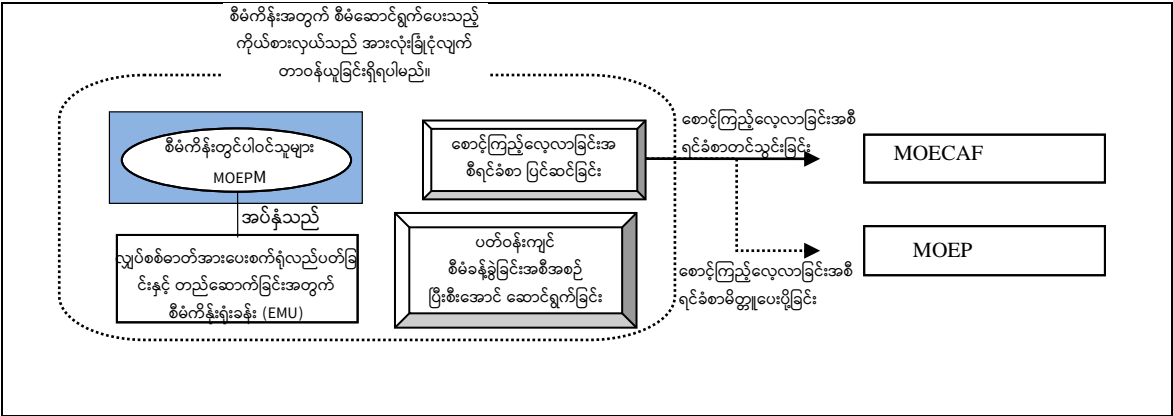 စီမံကိန်းအတွက် စီမံဆောင်ရွက်ပေးသည့်
ကိုယ်စားလှယ်သည် အားလုံးခြုံငုံလျက်
တာဝန်ယူခြင်းရှိရပါမည်။
စီမံကိန်းတွင်ပါဝင်သူများ
MOEPM
အပ်နှံသည်
လျှပ်စစ်ဓာတ်အားပေးစက်ရုံလည်ပတ်ခြ
င်းနှင့် တည်ဆောက်ခြင်းအတွက်
စီမံကိန်းရုံးခန်း (EMU)
စောင့်ကြည့်လေ့လာခြင်းအ
စီရင်ခံစာ ပြင်ဆင်ခြင်း
ပတ်ဝန်းကျင်
စီမံခန့်ခွဲခြင်းအစီအစဉ်
ပြီးစီးအောင် ဆောင်ရွက်ခြင်း
စောင့်ကြည့်လေ့လာခြင်းအစီ
ရင်ခံစာတင်သွင်းခြင်း
MOECAF
စောင့်ကြည့်လေ့လာခြင်းအစီ
ရင်ခံစာမိတ္တူပေးပို့ခြင်း
MOEP